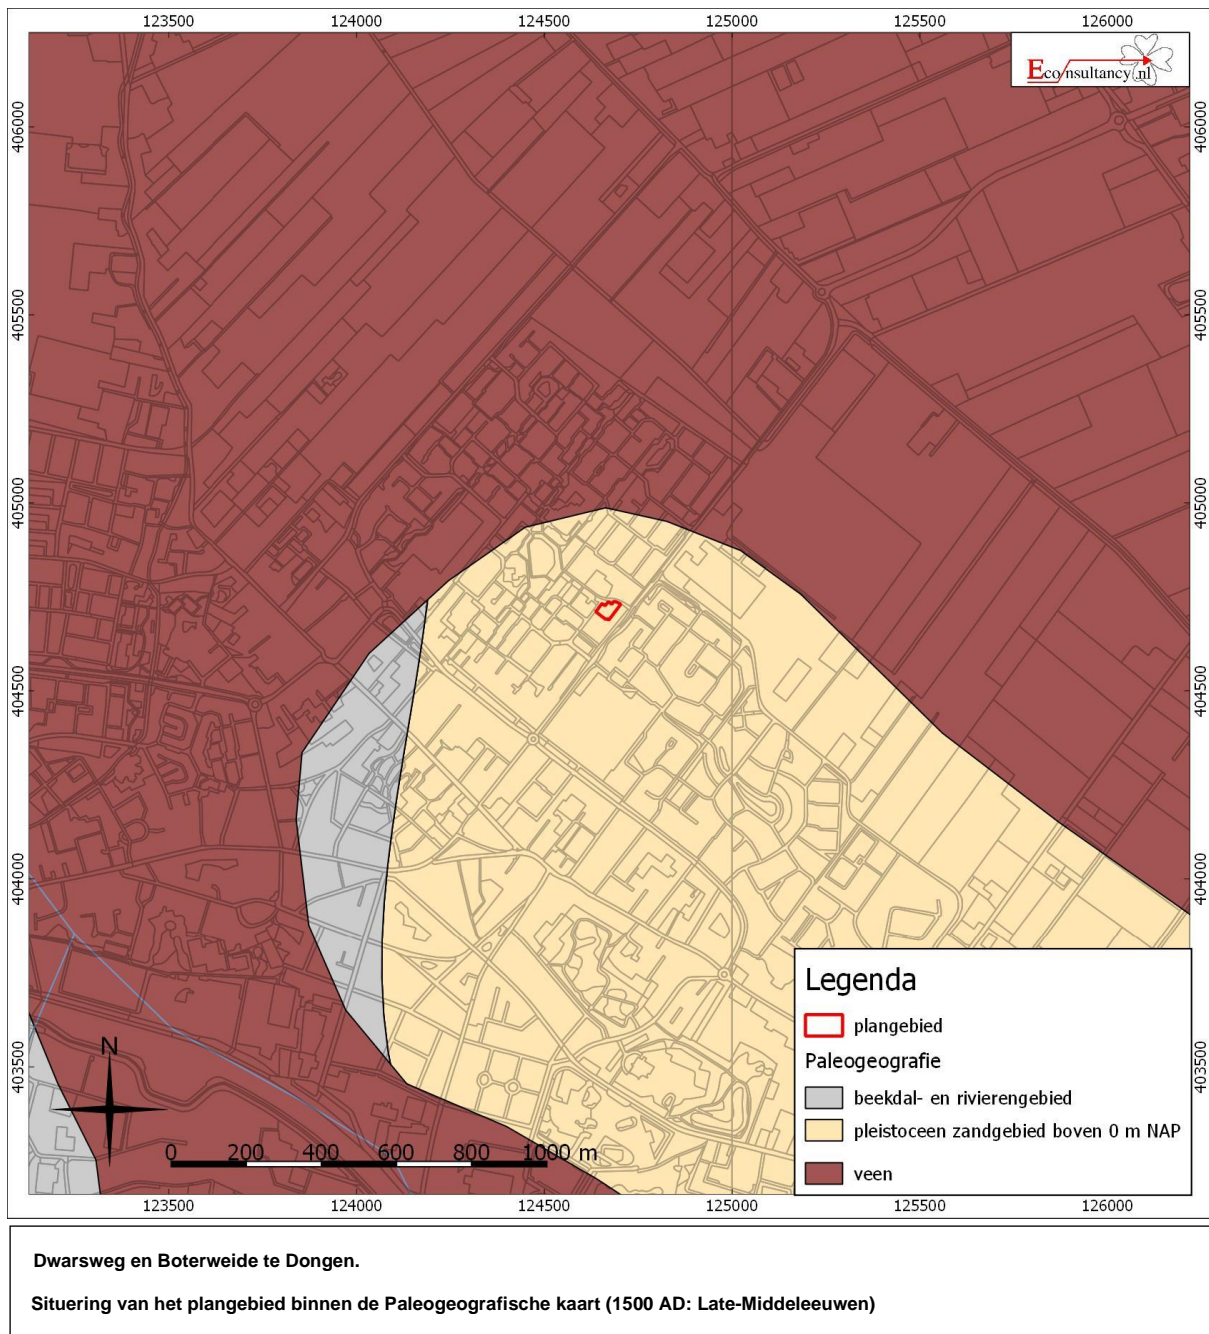 123500 124000 124500 125000 125500 126000
Econsultancy.nl
406000 406000
405500 405500
405000 405000
404500 404500
404000 404000
403500 403500
N
0 200 400 600 800 1000 m
Legenda
plangebied
Paleogeografie
beekdal- en rivierengebied
pleistoceen zandgebied boven 0 m NAP
veen
123500 124000 124500 125000 125500 126000
Dwarsweg en Boterweide te Dongen.
Situering van het plangebied binnen de Paleogeografische kaart (1500 AD: Late-Middeleeuwen)